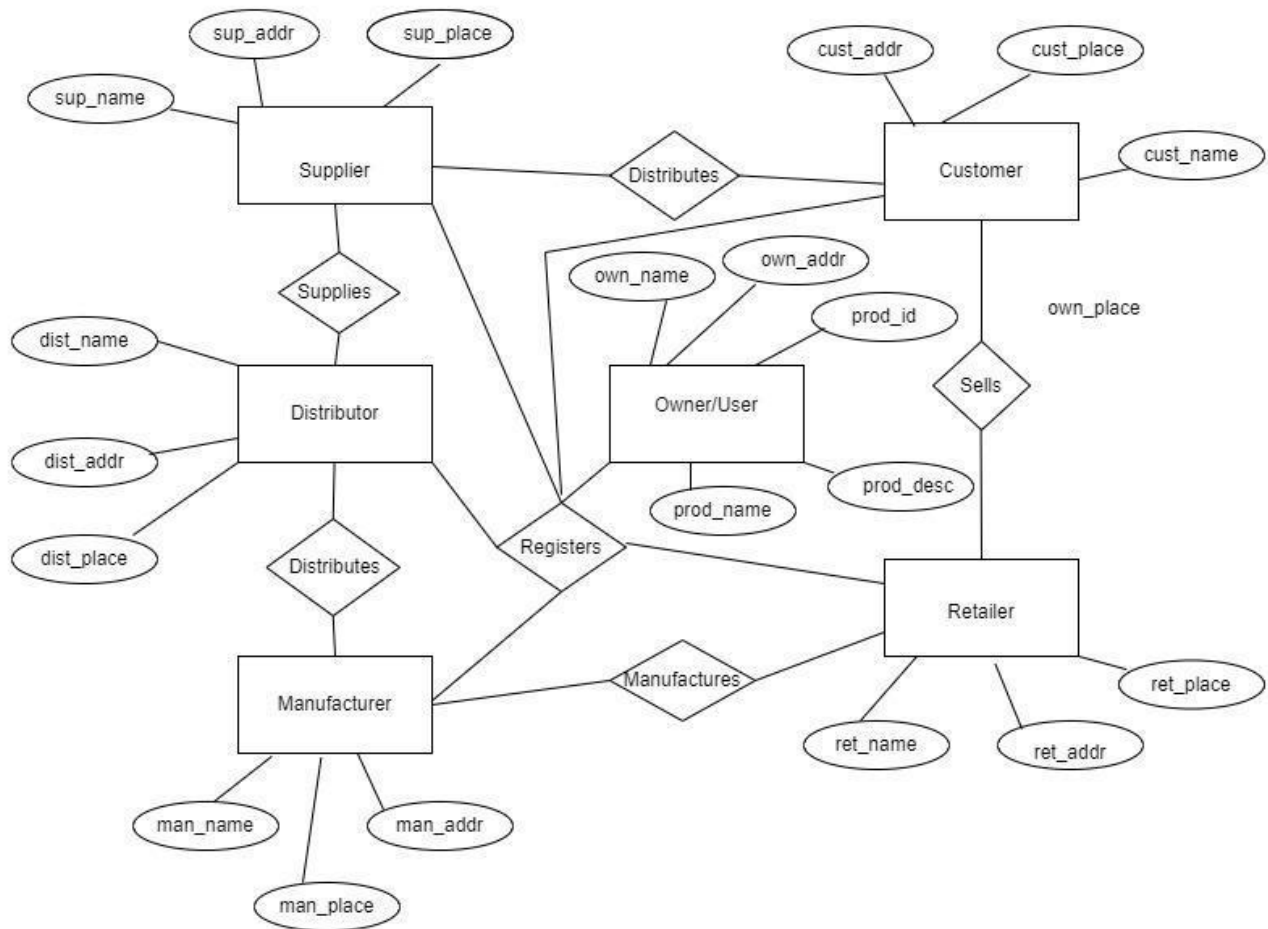 sup_addr
sup_place
cust_addr
cust_place
sup_name
cust_name
Supplier
Distributes
Customer
own_name
own_addr
Supplies
own_place
prod_id
dist_name
Sells
Distributor
Owner/User
dist_addr
prod_desc
prod_name
dist_place
Distributes
Registers
Retailer
Manufacturer
Manufactures
ret_place
ret_name
ret_addr
man_name
man_addr
man_place